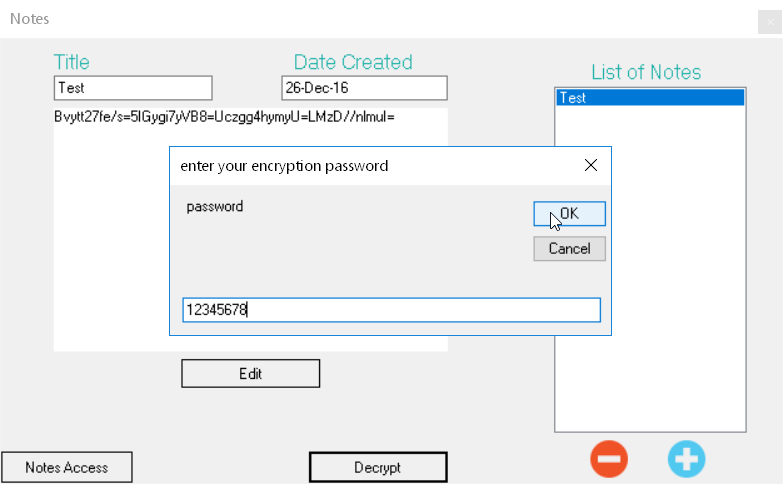 Notes
Title
Date Created
List of Notes
Test
26-Dec-16
Test
Bvytt27fe/s=5IGygi7yVB8=Uczgg4hymyU=LMzD//nImuI=
enter your encryption password
password
OK
Cancel
12345678
Edit
Notes Access
Decrypt